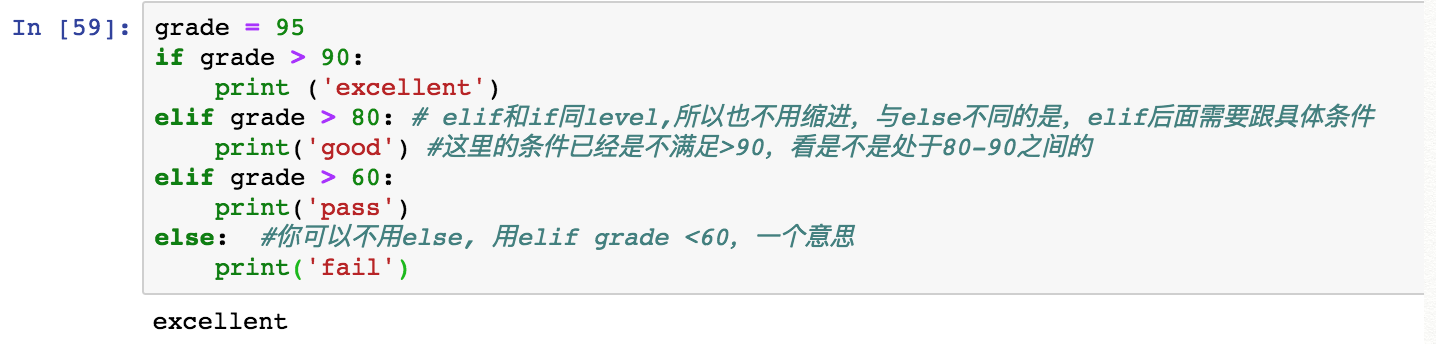 In [59]: grade = 95
if grade > 90:
    print ('excellent')
elif grade > 80: # elif和if同level,所以也不用缩进，与else不同的是，elif后面需要跟具体条件
    print('good') #这里的条件已经是不满足>90，看是不是处于80-90之间的
elif grade > 60:
    print('pass')
else:  #你可以不用else, 用elif grade <60，一个意思
    print('fail')
excellent